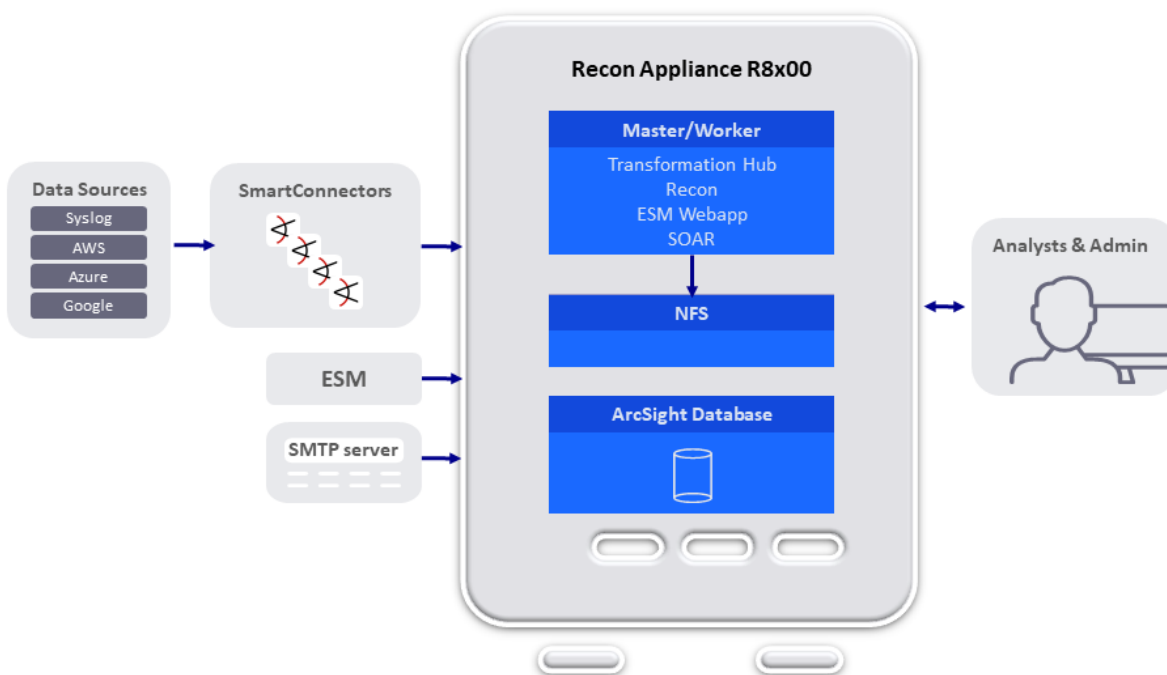 Recon Appliance R8x00
Master/Worker
Transformation Hub
Recon
ESM Webapp
SOAR
NFS
ArcSight Database
Data Sources
Syslog
AWS
Azure
Google
SmartConnectors
ESM
SMTP server
Analysts & Admin